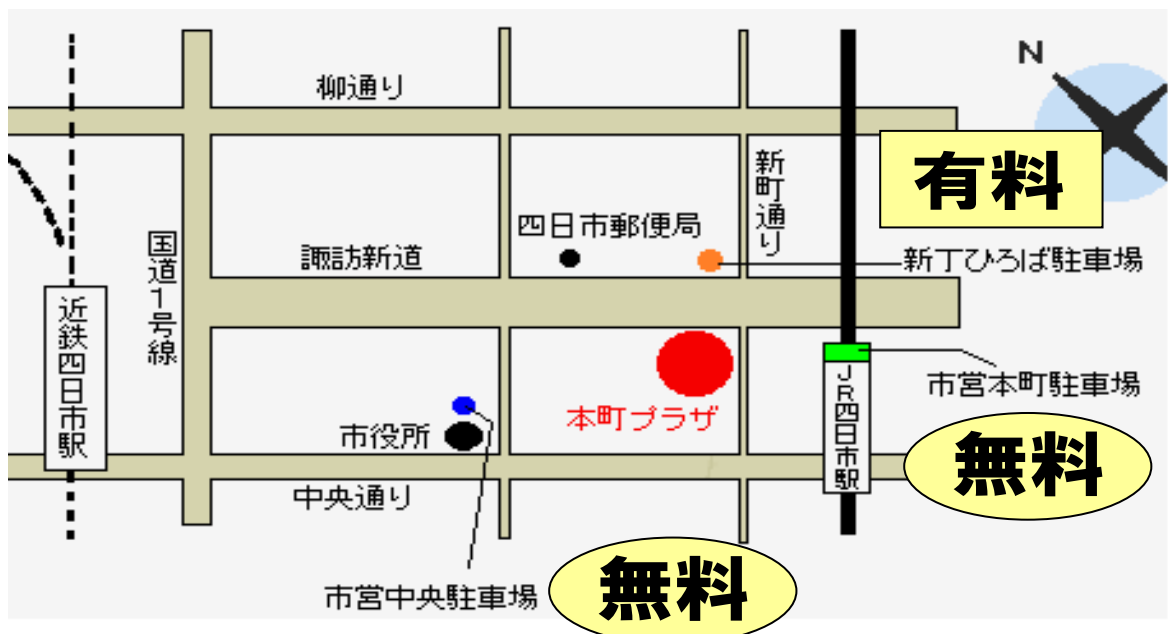 N
柳通り
有料
新町通り
四日市郵便局
国道1号線
諏訪新道
新丁ひろば駐車場
近鉄四日市駅
JR四日市駅
市営本町駐車場
本町プラザ
市役所
無料
中央通り
市営中央駐車場
無料